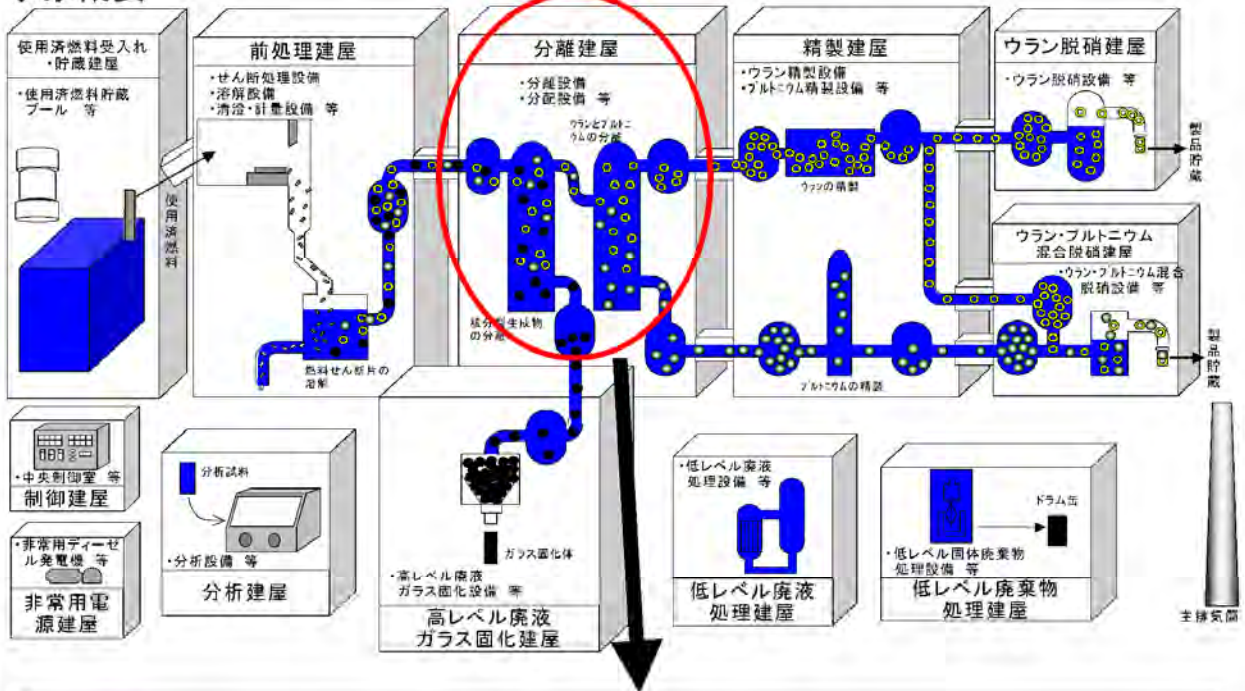 使用済燃料受入れ
・貯蔵建屋
・使用済燃料貯蔵
プール 等
使用済燃料
前処理建屋
・せん断処理設備
・溶解設備
・清澄・計量設備 等
燃料せん断片の
溶解
分離建屋
・分離設備
・分配設備 等
ウランとプルトニ
ウムの分離
核分裂生成物
の分離
精製建屋
・ウラン精製設備
・プルトニウム精製設備 等
ウランの精製
プルトニウムの精製
ウラン脱硝建屋
・ウラン脱硝設備 等
製品貯蔵
ウラン・プルトニウム
混合脱硝建屋
・ウラン・プルトニウム混合
脱硝設備 等
製品貯蔵
・中央制御室 等
制御建屋
・非常用ディーゼ
ル発電機 等
非常用電
源建屋
分析試料
・分析設備 等
分析建屋
ガラス固化体
・高レベル廃液
ガラス固化設備 等
高レベル廃液
ガラス固化建屋
・低レベル廃液
処理設備 等
低レベル廃液
処理建屋
ドラム缶
・低レベル固体廃棄物
処理設備 等
低レベル廃棄物
処理建屋
主排気筒